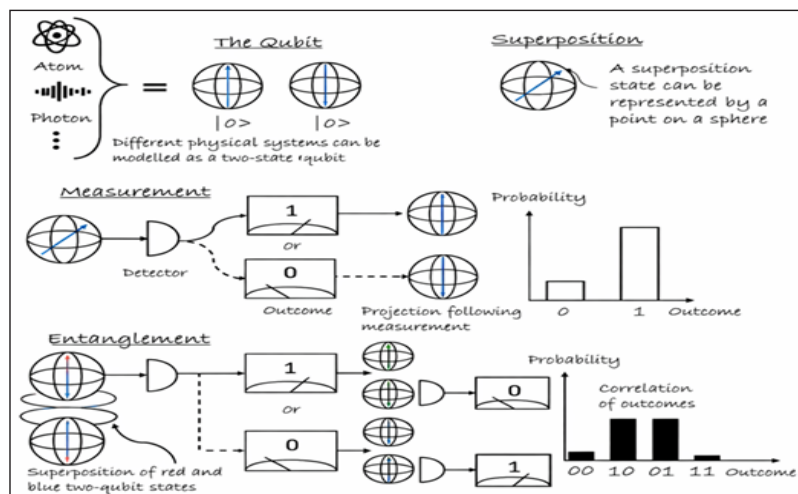 The Qubit
Superposition
Atom
Photon
=
|0>
|0>
Different physical systems can be
modelled as a two-state qubit
A superposition
state can be
represented by a
point on a sphere
Measurement
Detector
1
or
0
Outcome
Projection following
measurement
Probability
0
1
Outcome
Entanglement
Superposition of red and
blue two-qubit states
1
Or
0
0
1
Probability
Correlation
of outcomes
00
10
01
11
Outcome